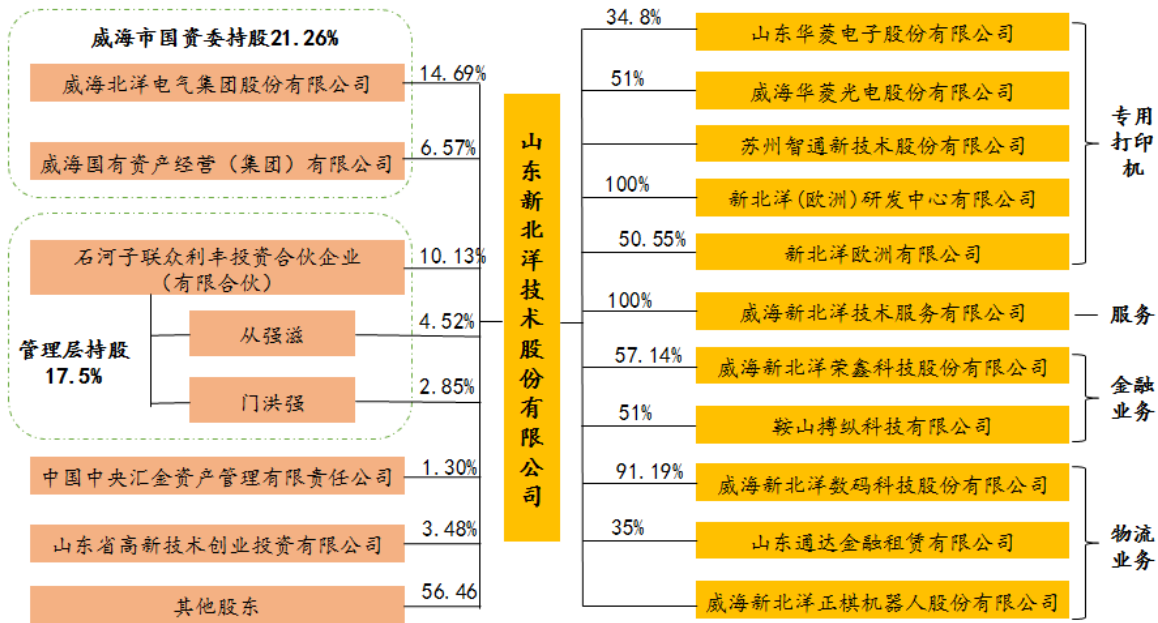 威海市国资委持股21.26%
威海北洋电气集团股份有限公司
14.69%
威海国有资产经营（集团）有限公司
6.57%
石河子联众利丰投资合伙企业
（有限合伙）
10.13%
从强滋
4.52%
管理层持股
17.5%
门洪强
2.85%
中国中央汇金资产管理有限责任公司
1.30%
山东省高新技术创业投资有限公司
3.48%
其他股东
56.46
山东新北洋技术股份有限公司
34.8%
山东华菱电子股份有限公司
51%
威海华菱光电股份有限公司
苏州智通新技术股份有限公司
100%
新北洋(欧洲)研发中心有限公司
50.55%
新北洋欧洲有限公司
专用
打印
机
100%
威海新北洋技术服务有限公司
服务
57.14%
威海新北洋荣鑫科技股份有限公司
51%
鞍山搏纵科技有限公司
金融
业务
91.19%
威海新北洋数码科技股份有限公司
35%
山东通达金融租赁有限公司
威海新北洋正棋机器人股份有限公司
物流
业务